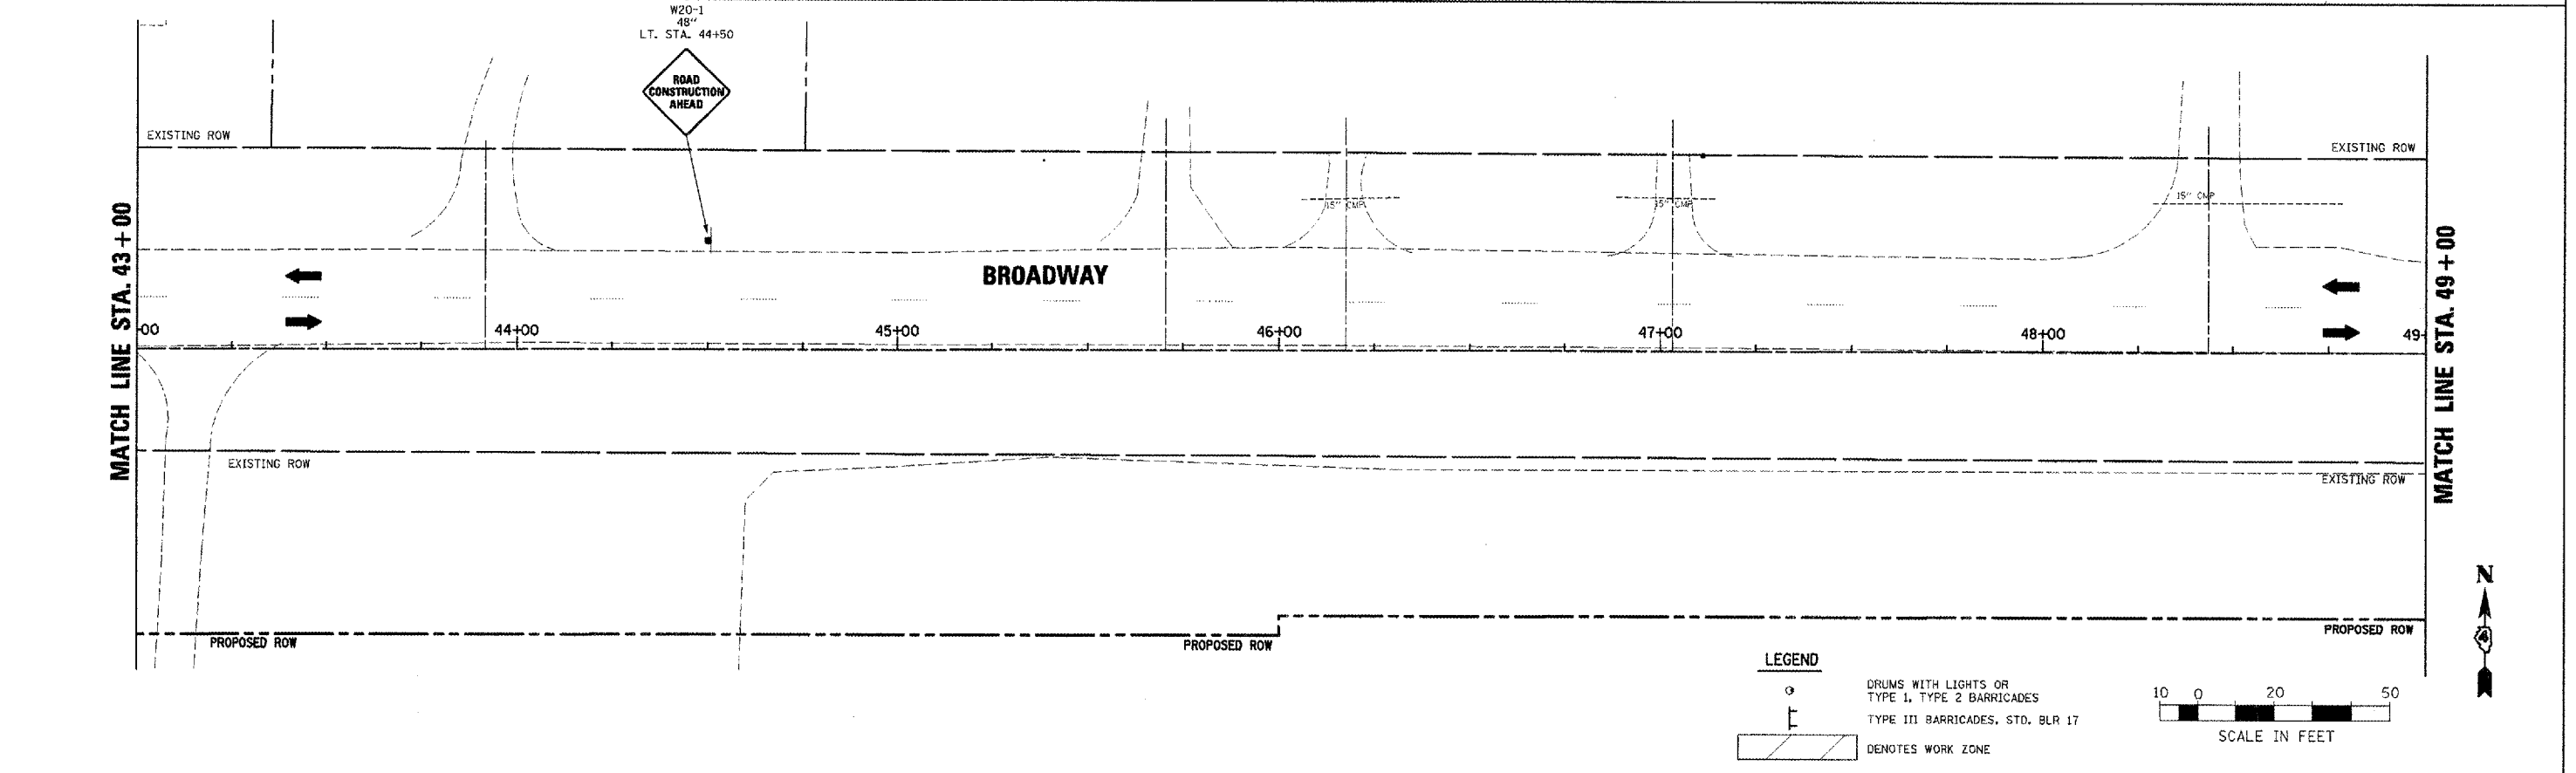 W20-1
48"
LT. STA. 44+50
ROAD
CONSTRUCTION
AHEAD
EXISTING ROW
EXISTING ROW
15" CMP
15" CMP
15" CMP
MATCH LINE STA. 43+00
BROADWAY
MATCH LINE STA. 49+00
00
44+00
45+00
46+00
47+00
48+00
49+
EXISTING ROW
EXISTING ROW
PROPOSED ROW
PROPOSED ROW
PROPOSED ROW
N
4
LEGEND
DRUMS WITH LIGHTS OR
TYPE 1, TYPE 2 BARRICADES
TYPE III BARRICADES, STD. BLR 17
DENOTES WORK ZONE
10 0 20 50
SCALE IN FEET